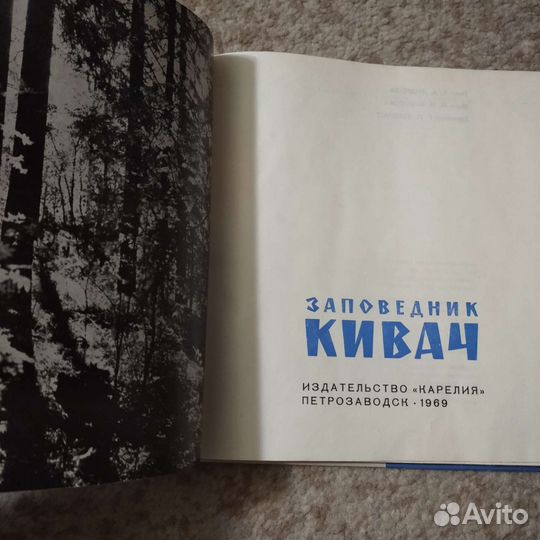 ЗАПОВЕДНИК
КИВАЧ
ИЗДАТЕЛЬСТВО «КАРЕЛИЯ»
ПЕТРОЗАВОДСК · 1969
Avito